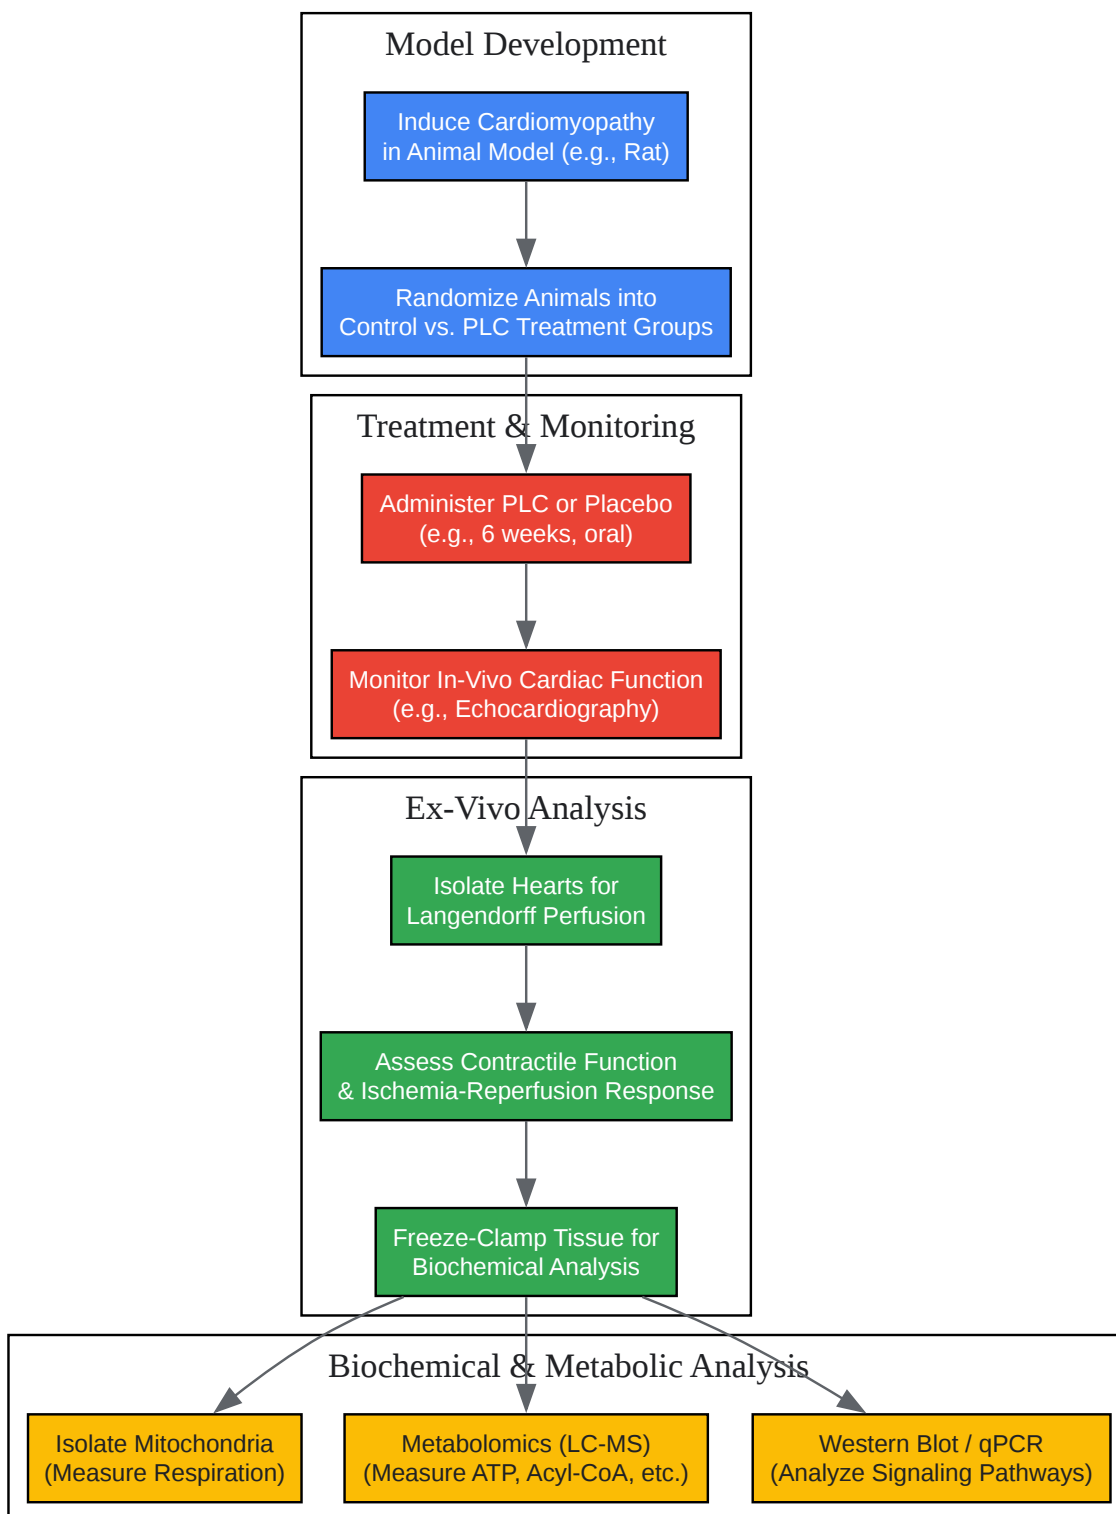 Model Development
Induce Cardiomyopathy
in Animal Model (e.g., Rat)
Randomize Animals into
Control vs. PLC Treatment Groups
Treatment & Monitoring
Administer PLC or Placebo
(e.g., 6 weeks, oral)
Monitor In-Vivo Cardiac Function
(e.g., Echocardiography)
Ex-Vivo Analysis
Isolate Hearts for
Langendorff Perfusion
Assess Contractile Function
& Ischemia-Reperfusion Response
Freeze-Clamp Tissue for
Biochemical Analysis
Biochemical & Metabolic Analysis
Isolate Mitochondria
(Measure Respiration)
Metabolomics (LC-MS)
(Measure ATP, Acyl-CoA, etc.)
Western Blot / qPCR
(Analyze Signaling Pathways)